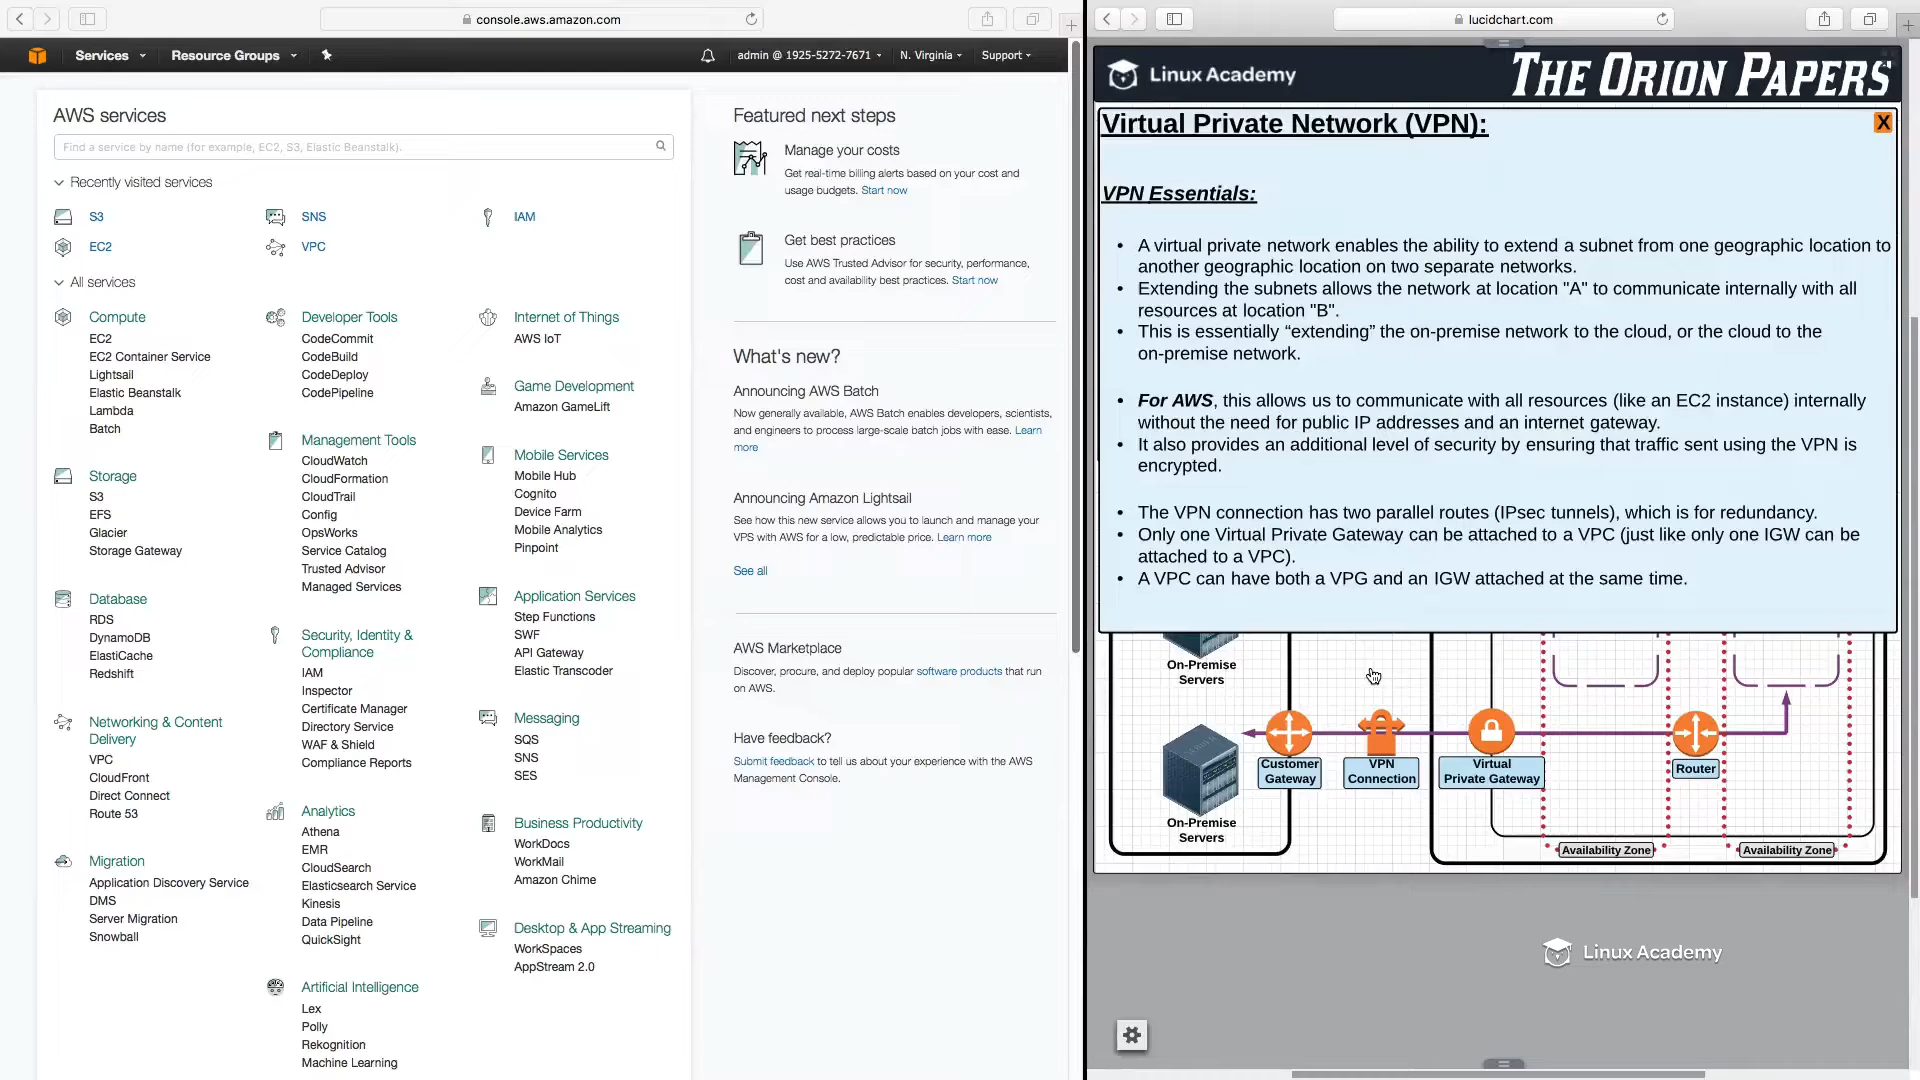 console.aws.amazon.com
lucidchart.com
Services
Resource Groups
admin @ 1925-5272-7671
N. Virginia
Support
AWS services
Find a service by name (for example, EC2, S3, Elastic Beanstalk).
Recently visited services
S3
SNS
IAM
EC2
VPC
All services
Compute
EC2
EC2 Container Service
Lightsail
Elastic Beanstalk
Lambda
Batch
Storage
S3
EFS
Glacier
Storage Gateway
Database
RDS
DynamoDB
ElastiCache
Redshift
Networking & Content
Delivery
VPC
CloudFront
Direct Connect
Route 53
Migration
Application Discovery Service
DMS
Server Migration
Snowball
Developer Tools
CodeCommit
CodeBuild
CodeDeploy
CodePipeline
Management Tools
CloudWatch
CloudFormation
CloudTrail
Config
OpsWorks
Service Catalog
Trusted Advisor
Managed Services
Security, Identity &
Compliance
IAM
Inspector
Certificate Manager
Directory Service
WAF & Shield
Compliance Reports
Analytics
Athena
EMR
CloudSearch
Elasticsearch Service
Kinesis
Data Pipeline
QuickSight
Artificial Intelligence
Lex
Polly
Rekognition
Machine Learning
Internet of Things
AWS IoT
Game Development
Amazon GameLift
Mobile Services
Mobile Hub
Cognito
Device Farm
Mobile Analytics
Pinpoint
Application Services
Step Functions
SWF
API Gateway
Elastic Transcoder
Messaging
SQS
SNS
SES
Business Productivity
WorkDocs
WorkMail
Amazon Chime
Desktop & App Streaming
WorkSpaces
AppStream 2.0
Featured next steps
Manage your costs
Get real-time billing alerts based on your cost and
usage budgets. Start now
Get best practices
Use AWS Trusted Advisor for security, performance,
cost and availability best practices. Start now
What's new?
Announcing AWS Batch
Now generally available, AWS Batch enables developers, scientists,
and engineers to process large-scale batch jobs with ease. Learn
more
Announcing Amazon Lightsail
See how this new service allows you to launch and manage your
VPS with AWS for a low, predictable price. Learn more
See all
AWS Marketplace
Discover, procure, and deploy popular software products that run
on AWS.
Have feedback?
Submit feedback to tell us about your experience with the AWS
Management Console.
Linux Academy
THE ORION PAPERS
Virtual Private Network (VPN):
X
VPN Essentials:
• A virtual private network enables the ability to extend a subnet from one geographic location to
another geographic location on two separate networks.
• Extending the subnets allows the network at location "A" to communicate internally with all
resources at location "B".
• This is essentially “extending” the on-premise network to the cloud, or the cloud to the
on-premise network.
• For AWS, this allows us to communicate with all resources (like an EC2 instance) internally
without the need for public IP addresses and an internet gateway.
• It also provides an additional level of security by ensuring that traffic sent using the VPN is
encrypted.
• The VPN connection has two parallel routes (IPsec tunnels), which is for redundancy.
• Only one Virtual Private Gateway can be attached to a VPC (just like only one IGW can be
attached to a VPC).
• A VPC can have both a VPG and an IGW attached at the same time.
On-Premise
Servers
Customer
Gateway
VPN
Connection
Virtual
Private Gateway
Router
On-Premise
Servers
Availability Zone
Availability Zone
Linux Academy